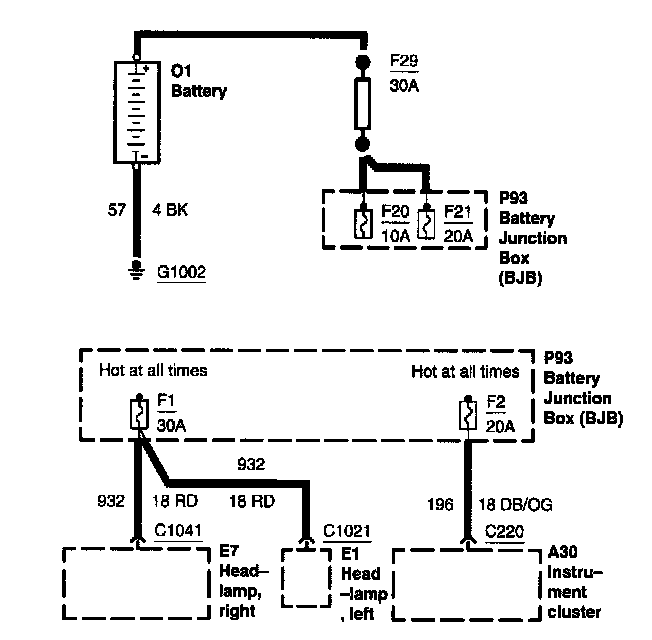 O1
Battery
+
-
57
4 BK
G1002
F29
30A
F20
10A
F21
20A
P93
Battery
Junction
Box
(BJB)
Hot at all times
F1
30A
Hot at all times
F2
20A
P93
Battery
Junction
Box (BJB)
932
932
18 RD
18 RD
196
18 DB/OG
C1041
E7
Head–
lamp,
right
C1021
E1
Head
–lamp
, left
C220
A30
Instru–
ment
cluster